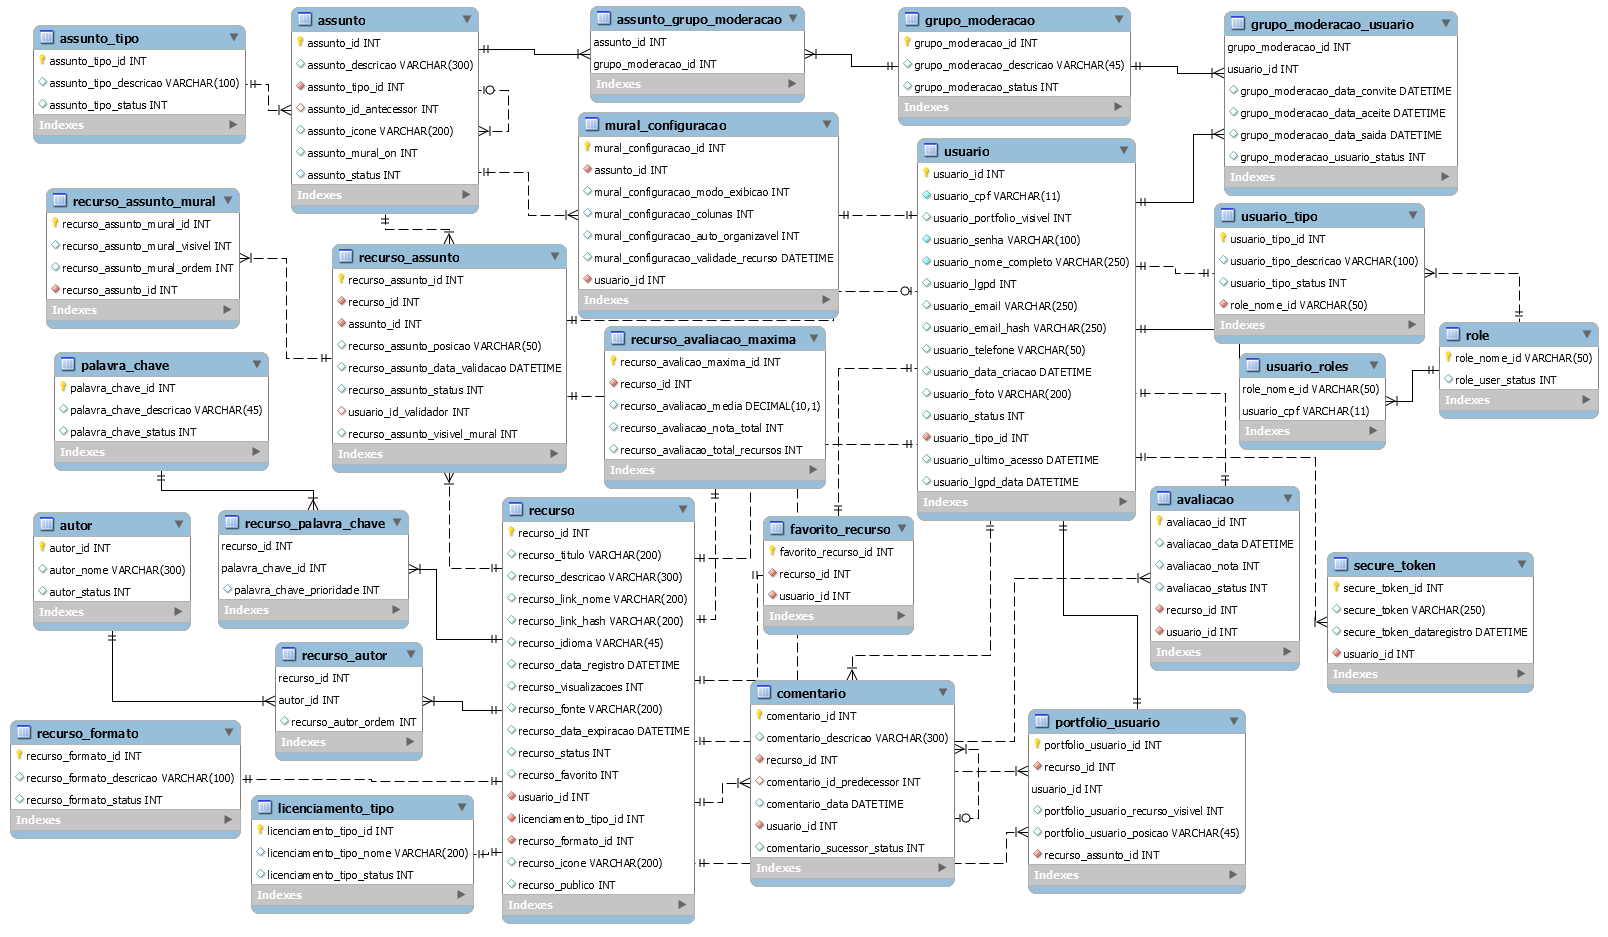 assunto_tipo
assunto_tipo_id INT
assunto_tipo_descricao VARCHAR(100)
assunto_tipo_status INT
Indexes
assunto
assunto_id INT
assunto_descricao VARCHAR(300)
assunto_tipo_id INT
assunto_id_antecessor INT
assunto_icone VARCHAR(200)
assunto_mural_on INT
assunto_status INT
Indexes
assunto_grupo_moderacao
assunto_id INT
grupo_moderacao_id INT
Indexes
grupo_moderacao
grupo_moderacao_id INT
grupo_moderacao_descricao VARCHAR(45)
grupo_moderacao_status INT
Indexes
grupo_moderacao_usuario
grupo_moderacao_id INT
usuario_id INT
grupo_moderacao_data_convite DATETIME
grupo_moderacao_data_aceite DATETIME
grupo_moderacao_data_saida DATETIME
grupo_moderacao_usuario_status INT
Indexes
mural_configuracao
mural_configuracao_id INT
assunto_id INT
mural_configuracao_modo_exibicao INT
mural_configuracao_colunas INT
mural_configuracao_auto_organizavel INT
mural_configuracao_validade_recurso DATETIME
usuario_id INT
Indexes
usuario
usuario_id INT
usuario_cpf VARCHAR(11)
usuario_portfolio_visivel INT
usuario_senha VARCHAR(100)
usuario_nome_completo VARCHAR(250)
usuario_lgpd INT
usuario_email VARCHAR(250)
usuario_email_hash VARCHAR(250)
usuario_telefone VARCHAR(50)
usuario_data_criacao DATETIME
usuario_foto VARCHAR(200)
usuario_status INT
usuario_tipo_id INT
usuario_ultimo_acesso DATETIME
usuario_lgpd_data DATETIME
Indexes
usuario_tipo
usuario_tipo_id INT
usuario_tipo_descricao VARCHAR(100)
usuario_tipo_status INT
role_nome_id VARCHAR(50)
Indexes
recurso_assunto_mural
recurso_assunto_mural_id INT
recurso_assunto_mural_visivel INT
recurso_assunto_mural_ordem INT
recurso_assunto_id INT
Indexes
recurso_assunto
recurso_assunto_id INT
recurso_id INT
assunto_id INT
recurso_assunto_posicao VARCHAR(50)
recurso_assunto_data_validacao DATETIME
recurso_assunto_status INT
usuario_id_validador INT
recurso_assunto_visivel_mural INT
Indexes
recurso_avaliacao_maxima
recurso_avalicao_maxima_id INT
recurso_id INT
recurso_avaliacao_media DECIMAL(10,1)
recurso_avaliacao_nota_total INT
recurso_avaliacao_total_recursos INT
Indexes
role
role_nome_id VARCHAR(50)
role_user_status INT
Indexes
usuario_roles
role_nome_id VARCHAR(50)
usuario_cpf VARCHAR(11)
Indexes
palavra_chave
palavra_chave_id INT
palavra_chave_descricao VARCHAR(45)
palavra_chave_status INT
Indexes
autor
autor_id INT
autor_nome VARCHAR(300)
autor_status INT
Indexes
recurso_palavra_chave
recurso_id INT
palavra_chave_id INT
palavra_chave_prioridade INT
Indexes
recurso
recurso_id INT
recurso_titulo VARCHAR(200)
recurso_descricao VARCHAR(300)
recurso_link_nome VARCHAR(200)
recurso_link_hash VARCHAR(200)
recurso_idioma VARCHAR(45)
recurso_data_registro DATETIME
recurso_visualizacoes INT
recurso_fonte VARCHAR(200)
recurso_data_expiracao DATETIME
recurso_status INT
recurso_favorito INT
usuario_id INT
licenciamento_tipo_id INT
recurso_formato_id INT
recurso_icone VARCHAR(200)
recurso_publico INT
Indexes
favorito_recurso
favorito_recurso_id INT
recurso_id INT
usuario_id INT
Indexes
avaliacao
avaliacao_id INT
avaliacao_data DATETIME
avaliacao_nota INT
avaliacao_status INT
recurso_id INT
usuario_id INT
Indexes
secure_token
secure_token_id INT
secure_token VARCHAR(250)
secure_token_dataregistro DATETIME
usuario_id INT
Indexes
recurso_autor
recurso_id INT
autor_id INT
recurso_autor_ordem INT
Indexes
recurso_formato
recurso_formato_id INT
recurso_formato_descricao VARCHAR(100)
recurso_formato_status INT
Indexes
licenciamento_tipo
licenciamento_tipo_id INT
licenciamento_tipo_nome VARCHAR(200)
licenciamento_tipo_status INT
Indexes
comentario
comentario_id INT
comentario_descricao VARCHAR(300)
recurso_id INT
comentario_id_predecessor INT
comentario_data DATETIME
usuario_id INT
comentario_sucessor_status INT
Indexes
portfolio_usuario
portfolio_usuario_id INT
recurso_id INT
usuario_id INT
portfolio_usuario_recurso_visivel INT
portfolio_usuario_posicao VARCHAR(45)
recurso_assunto_id INT
Indexes